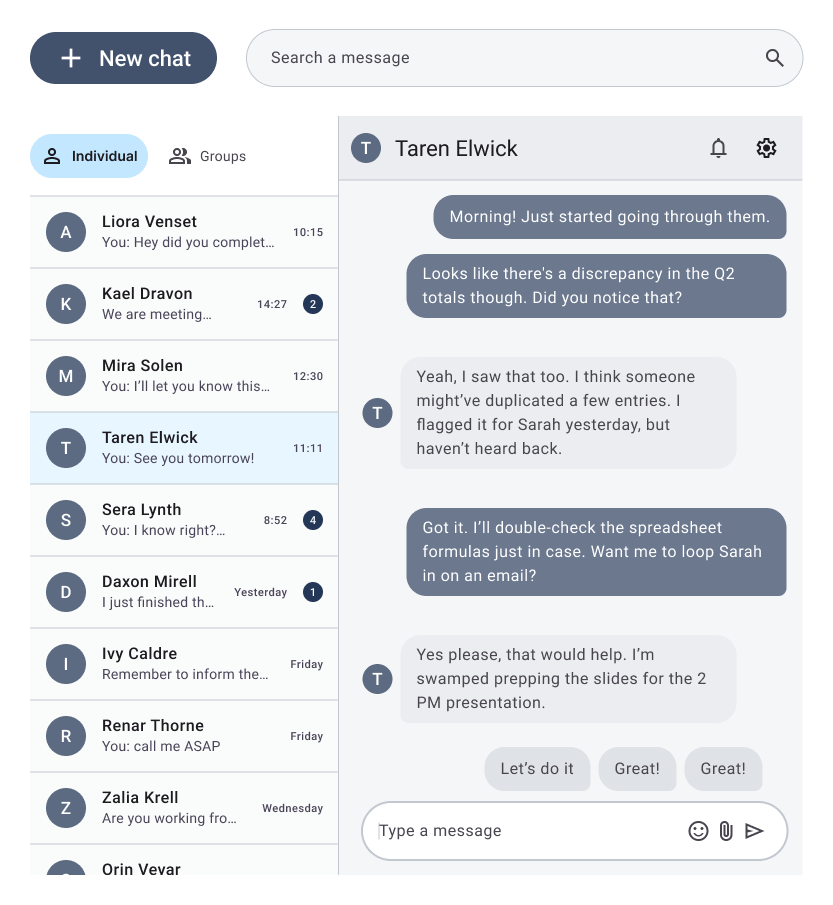 New chat
Search a message
Individual
Groups
A
Liora Venset
You: Hey did you complet...
10:15
K
Kael Dravon
We are meeting...
14:27
2
M
Mira Solen
You: I’ll let you know this...
12:30
T
Taren Elwick
You: See you tomorrow!
11:11
S
Sera Lynth
You: I know right?...
8:52
4
D
Daxon Mirell
I just finished th...
Yesterday
1
I
Ivy Caldre
Remember to inform the...
Friday
R
Renar Thorne
You: call me ASAP
Friday
Z
Zalia Krell
Are you working fro...
Wednesday
Orin Veyar
T
Taren Elwick
Morning! Just started going through them.
Looks like there's a discrepancy in the Q2
totals though. Did you notice that?
T
Yeah, I saw that too. I think someone
might’ve duplicated a few entries. I
flagged it for Sarah yesterday, but
haven’t heard back.
Got it. I’ll double-check the spreadsheet
formulas just in case. Want me to loop Sarah
in on an email?
T
Yes please, that would help. I’m
swamped prepping the slides for the 2
PM presentation.
Let’s do it
Great!
Great!
Type a message